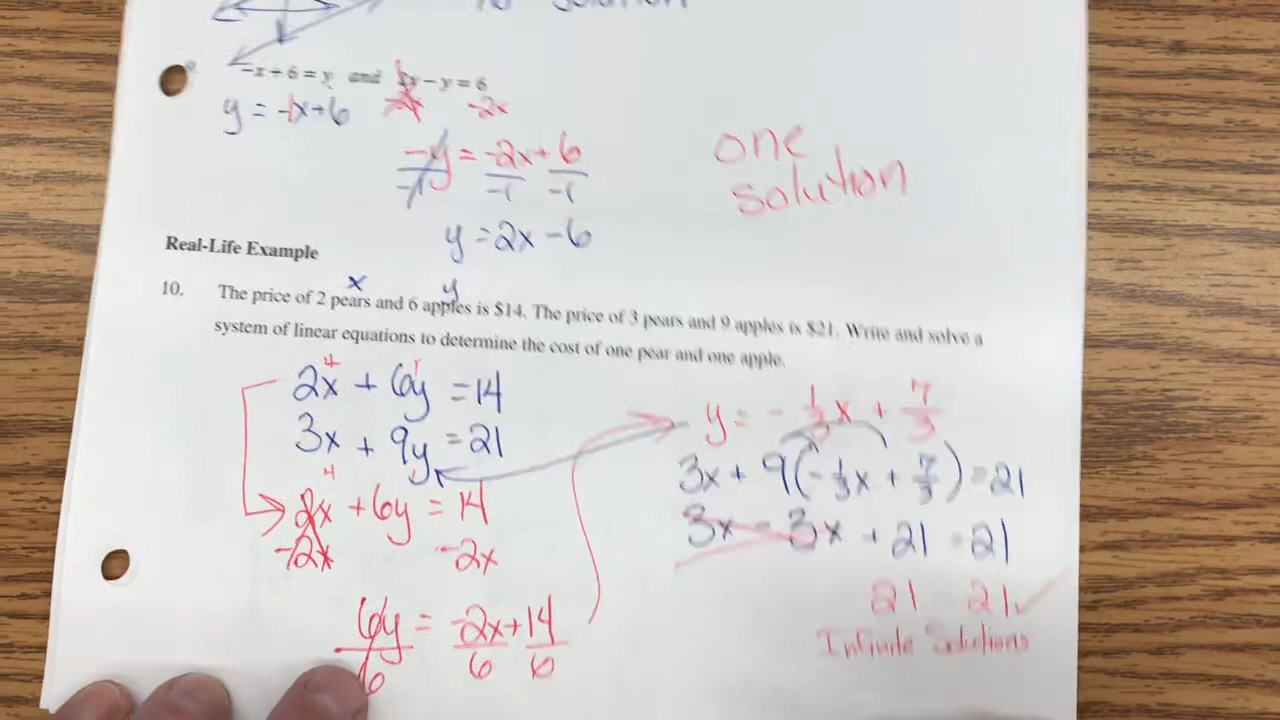 solution
-x + 6 = y and 2x - y = 6
y = -1x+6 -2x -2x
-y = -2x + 6
-1 -1 -1
y = 2x - 6
one
solution
Real-Life Example
x y
10. The price of 2 pears and 6 apples is $14. The price of 3 pears and 9 apples is $21. Write and solve a
system of linear equations to determine the cost of one pear and one apple.
2x + 6y = 14
3x + 9y = 21
2x + 6y = 14
-2x -2x
6y = -2x + 14
6 6 6
y = - 1/3 x + 7/3
3x + 9(-1/3x + 7/3) = 21
3x - 3x + 21 = 21
21 21 ✓
Infinite Solutions